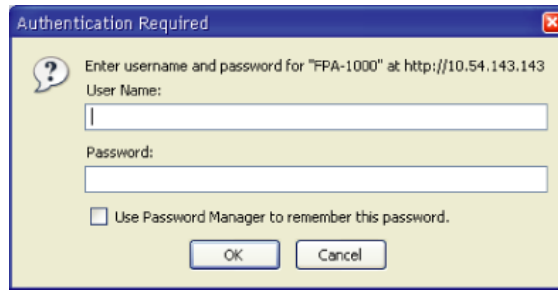 Authentication Required
Enter username and password for "FPA-1000" at http://10.54.143.143
User Name:
Password:
Use Password Manager to remember this password.
OK
Cancel